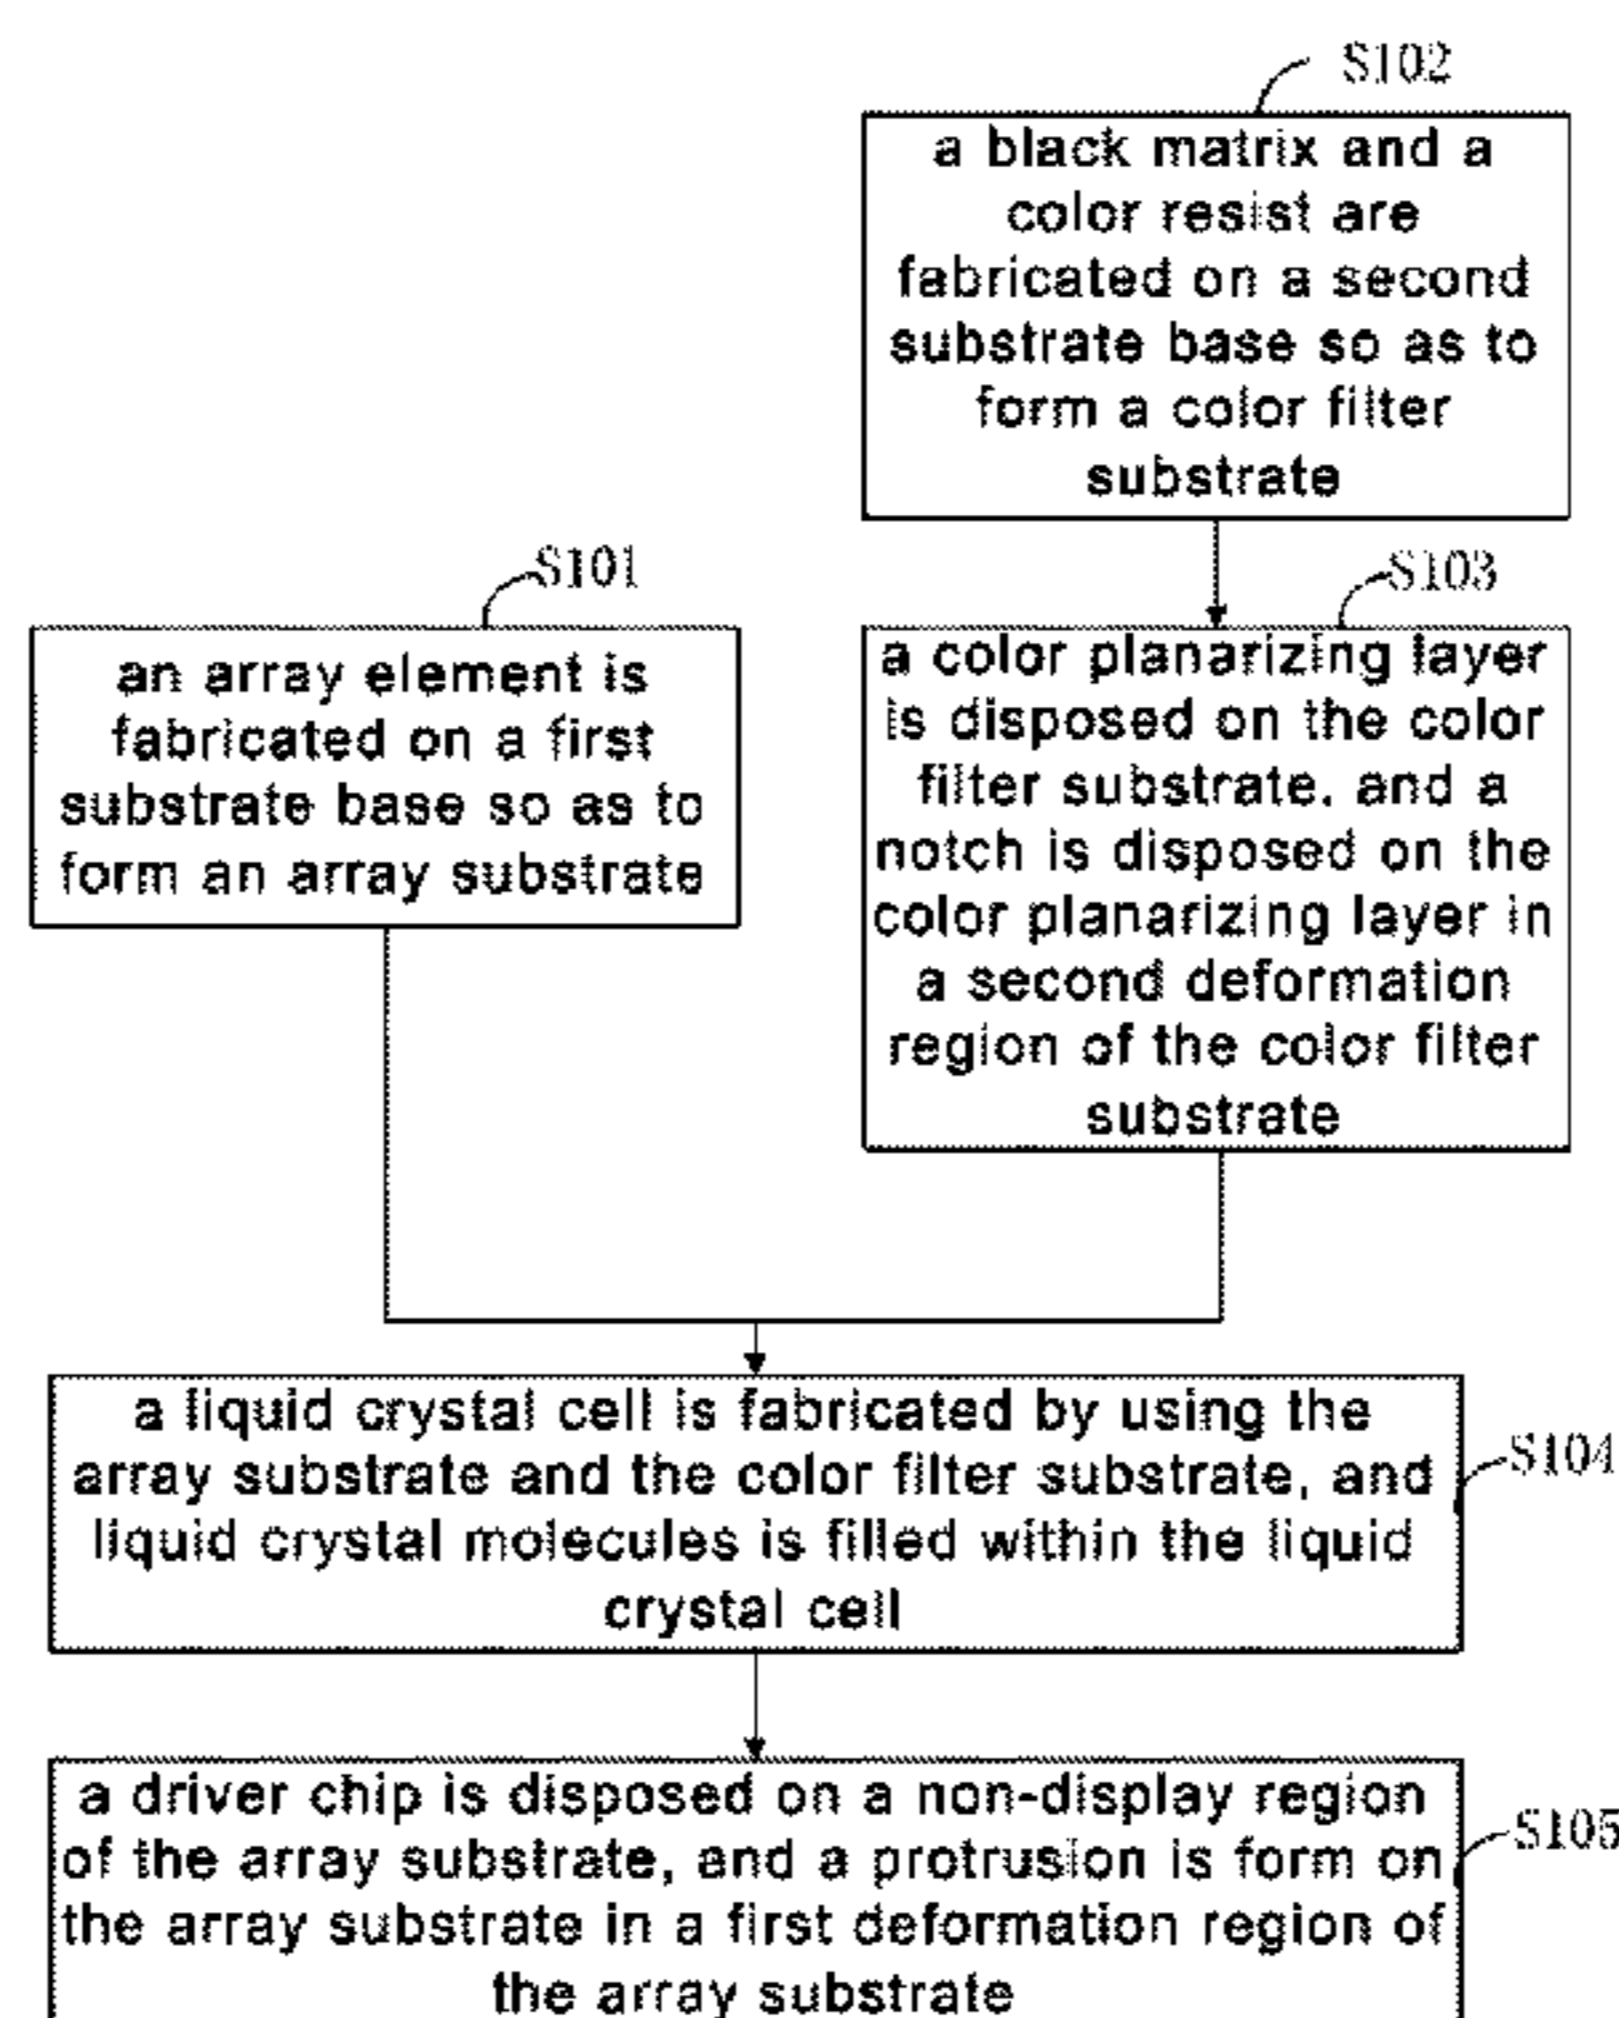 S102
a black matrix and a
color resist are
fabricated on a second
substrate base so as to
form a color filter
substrate
S101
an array element is
fabricated on a first
substrate base so as to
form an array substrate
S103
a color planarizing layer
is disposed on the color
filter substrate, and a
notch is disposed on the
color planarizing layer in
a second deformation
region of the color filter
substrate
S104
a liquid crystal cell is fabricated by using the
array substrate and the color filter substrate, and
liquid crystal molecules is filled within the liquid
crystal cell
S105
a driver chip is disposed on a non-display region
of the array substrate, and a protrusion is form on
the array substrate in a first deformation region of
the array substrate